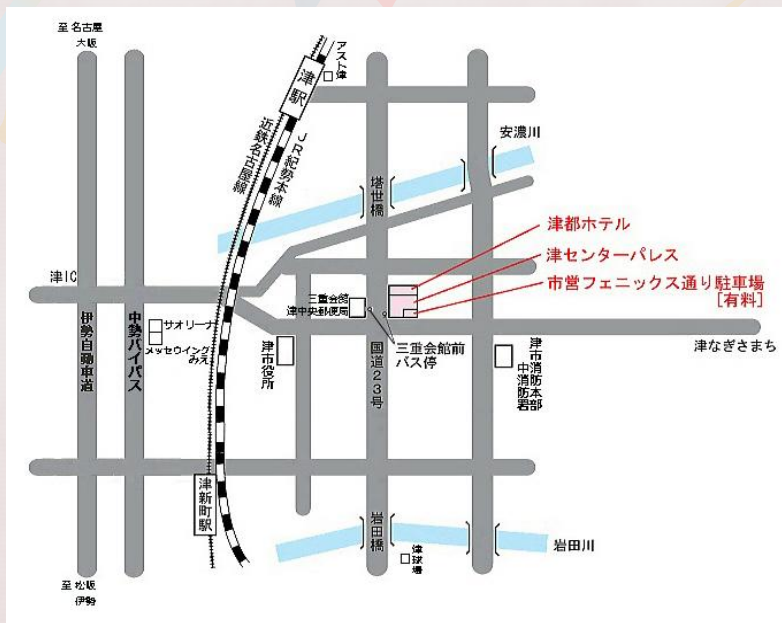 至 名古屋
大阪
アスト津
津駅
近鉄名古屋線
JR紀勢本線
安濃川
塔世橋
津都ホテル
津センターパレス
市営フェニックス通り駐車場
[有料]
津IC
三重会館
津中央郵便局
サオリーナ
メッセウイング
みえ
伊勢自動車道
中勢バイパス
津市役所
国道23号
三重会館前
バス停
津市消防本部
中消防署
津なぎさまち
津新町駅
岩田橋
津球場
岩田川
至 松阪
伊勢